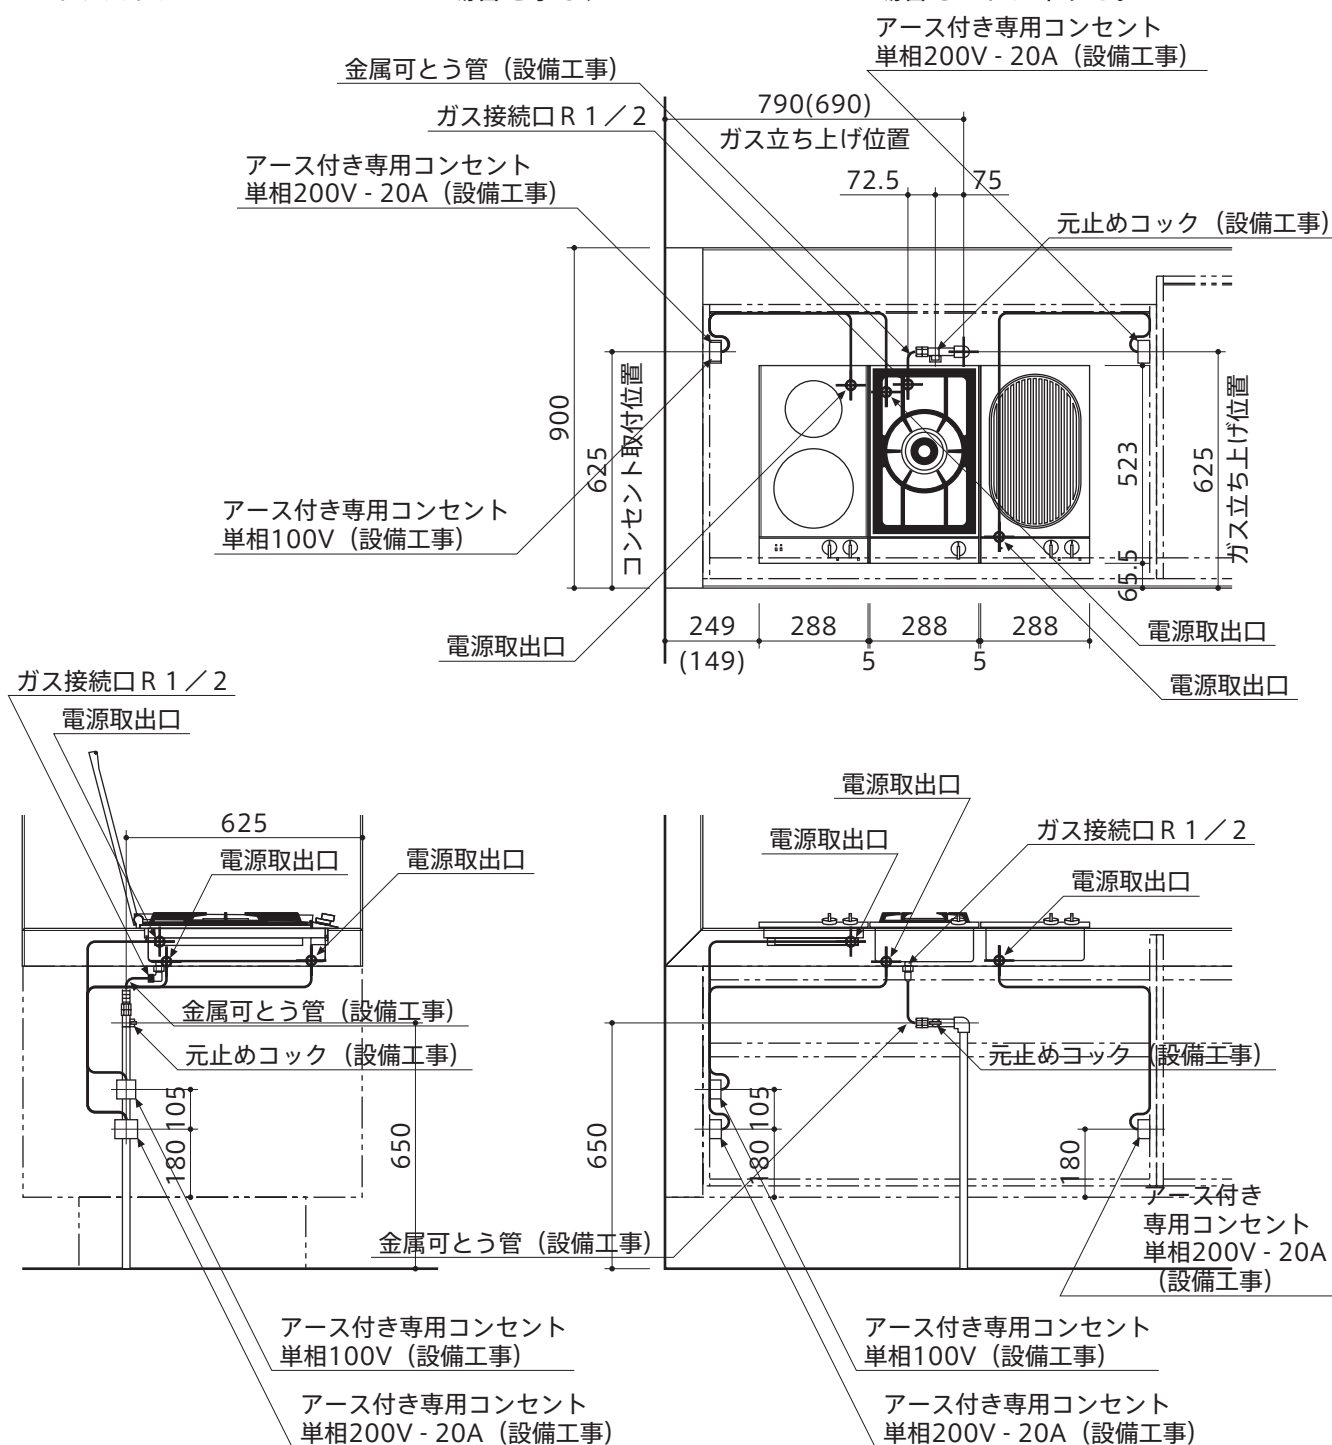 アース付き専用コンセント
単相200V - 20A（設備工事）
金属可とう管（設備工事）
790(690)
ガス接続口R 1／2
ガス立ち上げ位置
アース付き専用コンセント
単相200V - 20A（設備工事）
72.5
75
元止めコック（設備工事）
900
625
コンセント取付位置
523
625
ガス立ち上げ位置
アース付き専用コンセント
単相100V（設備工事）
65.5
249
288
288
288
(149)
5
5
電源取出口
電源取出口
電源取出口
ガス接続口R 1／2
電源取出口
625
電源取出口
電源取出口
金属可とう管（設備工事）
元止めコック（設備工事）
105
180
650
アース付き専用コンセント
単相100V（設備工事）
アース付き専用コンセント
単相200V - 20A（設備工事）
電源取出口
電源取出口
ガス接続口R 1／2
電源取出口
元止めコック（設備工事）
650
105
180
180
金属可とう管（設備工事）
アース付き
専用コンセント
単相200V - 20A
（設備工事）
アース付き専用コンセント
単相100V（設備工事）
アース付き専用コンセント
単相200V - 20A（設備工事）